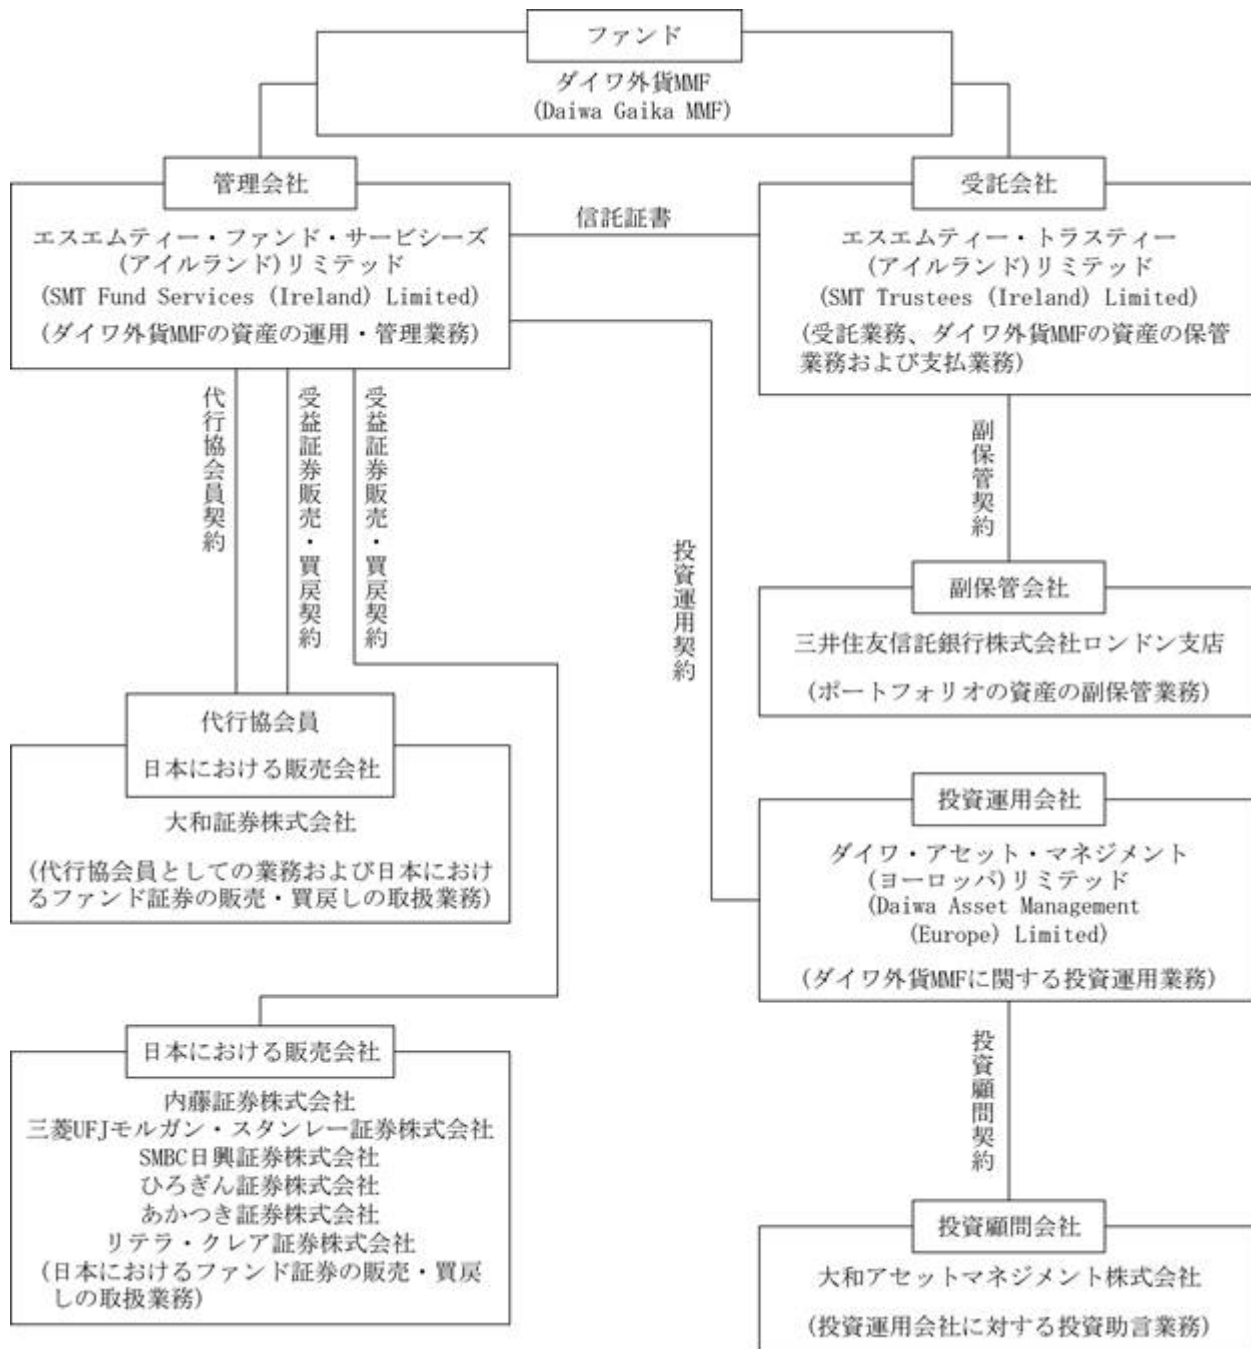 ファンド
ダイワ外貨MMF
(Daiwa Gaika MMF)
管理会社
エスエムティー・ファンド・サービシーズ
(アイルランド)リミテッド
(SMT Fund Services (Ireland) Limited)
(ダイワ外貨MMFの資産の運用・管理業務)
信託証書
受託会社
エスエムティー・トラスティー
(アイルランド)リミテッド
(SMT Trustees (Ireland) Limited)
(受託業務、ダイワ外貨MMFの資産の保管
業務および支払業務)
代行協会員契約
受益証券販売・買戻契約
受益証券販売・買戻契約
投資運用契約
副保管契約
副保管会社
三井住友信託銀行株式会社ロンドン支店
(ポートフォリオの資産の副保管業務)
代行協会員
日本における販売会社
大和証券株式会社
(代行協会員としての業務および日本におけ
るファンド証券の販売・買戻しの取扱業務)
投資運用会社
ダイワ・アセット・マネジメント
(ヨーロッパ)リミテッド
(Daiwa Asset Management
(Europe) Limited)
(ダイワ外貨MMFに関する投資運用業務)
日本における販売会社
内藤証券株式会社
三菱UFJモルガン・スタンレー証券株式会社
SMBC日興証券株式会社
ひろぎん証券株式会社
あかつき証券株式会社
リテラ・クレア証券株式会社
(日本におけるファンド証券の販売・買戻
しの取扱業務)
投資顧問契約
投資顧問会社
大和アセットマネジメント株式会社
(投資運用会社に対する投資助言業務)